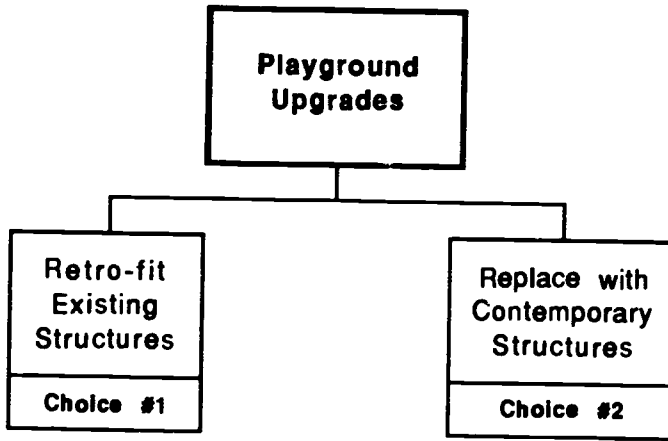 Playground
Upgrades
Retro-fit
Existing
Structures
Choice #1
Replace with
Contemporary
Structures
Choice #2